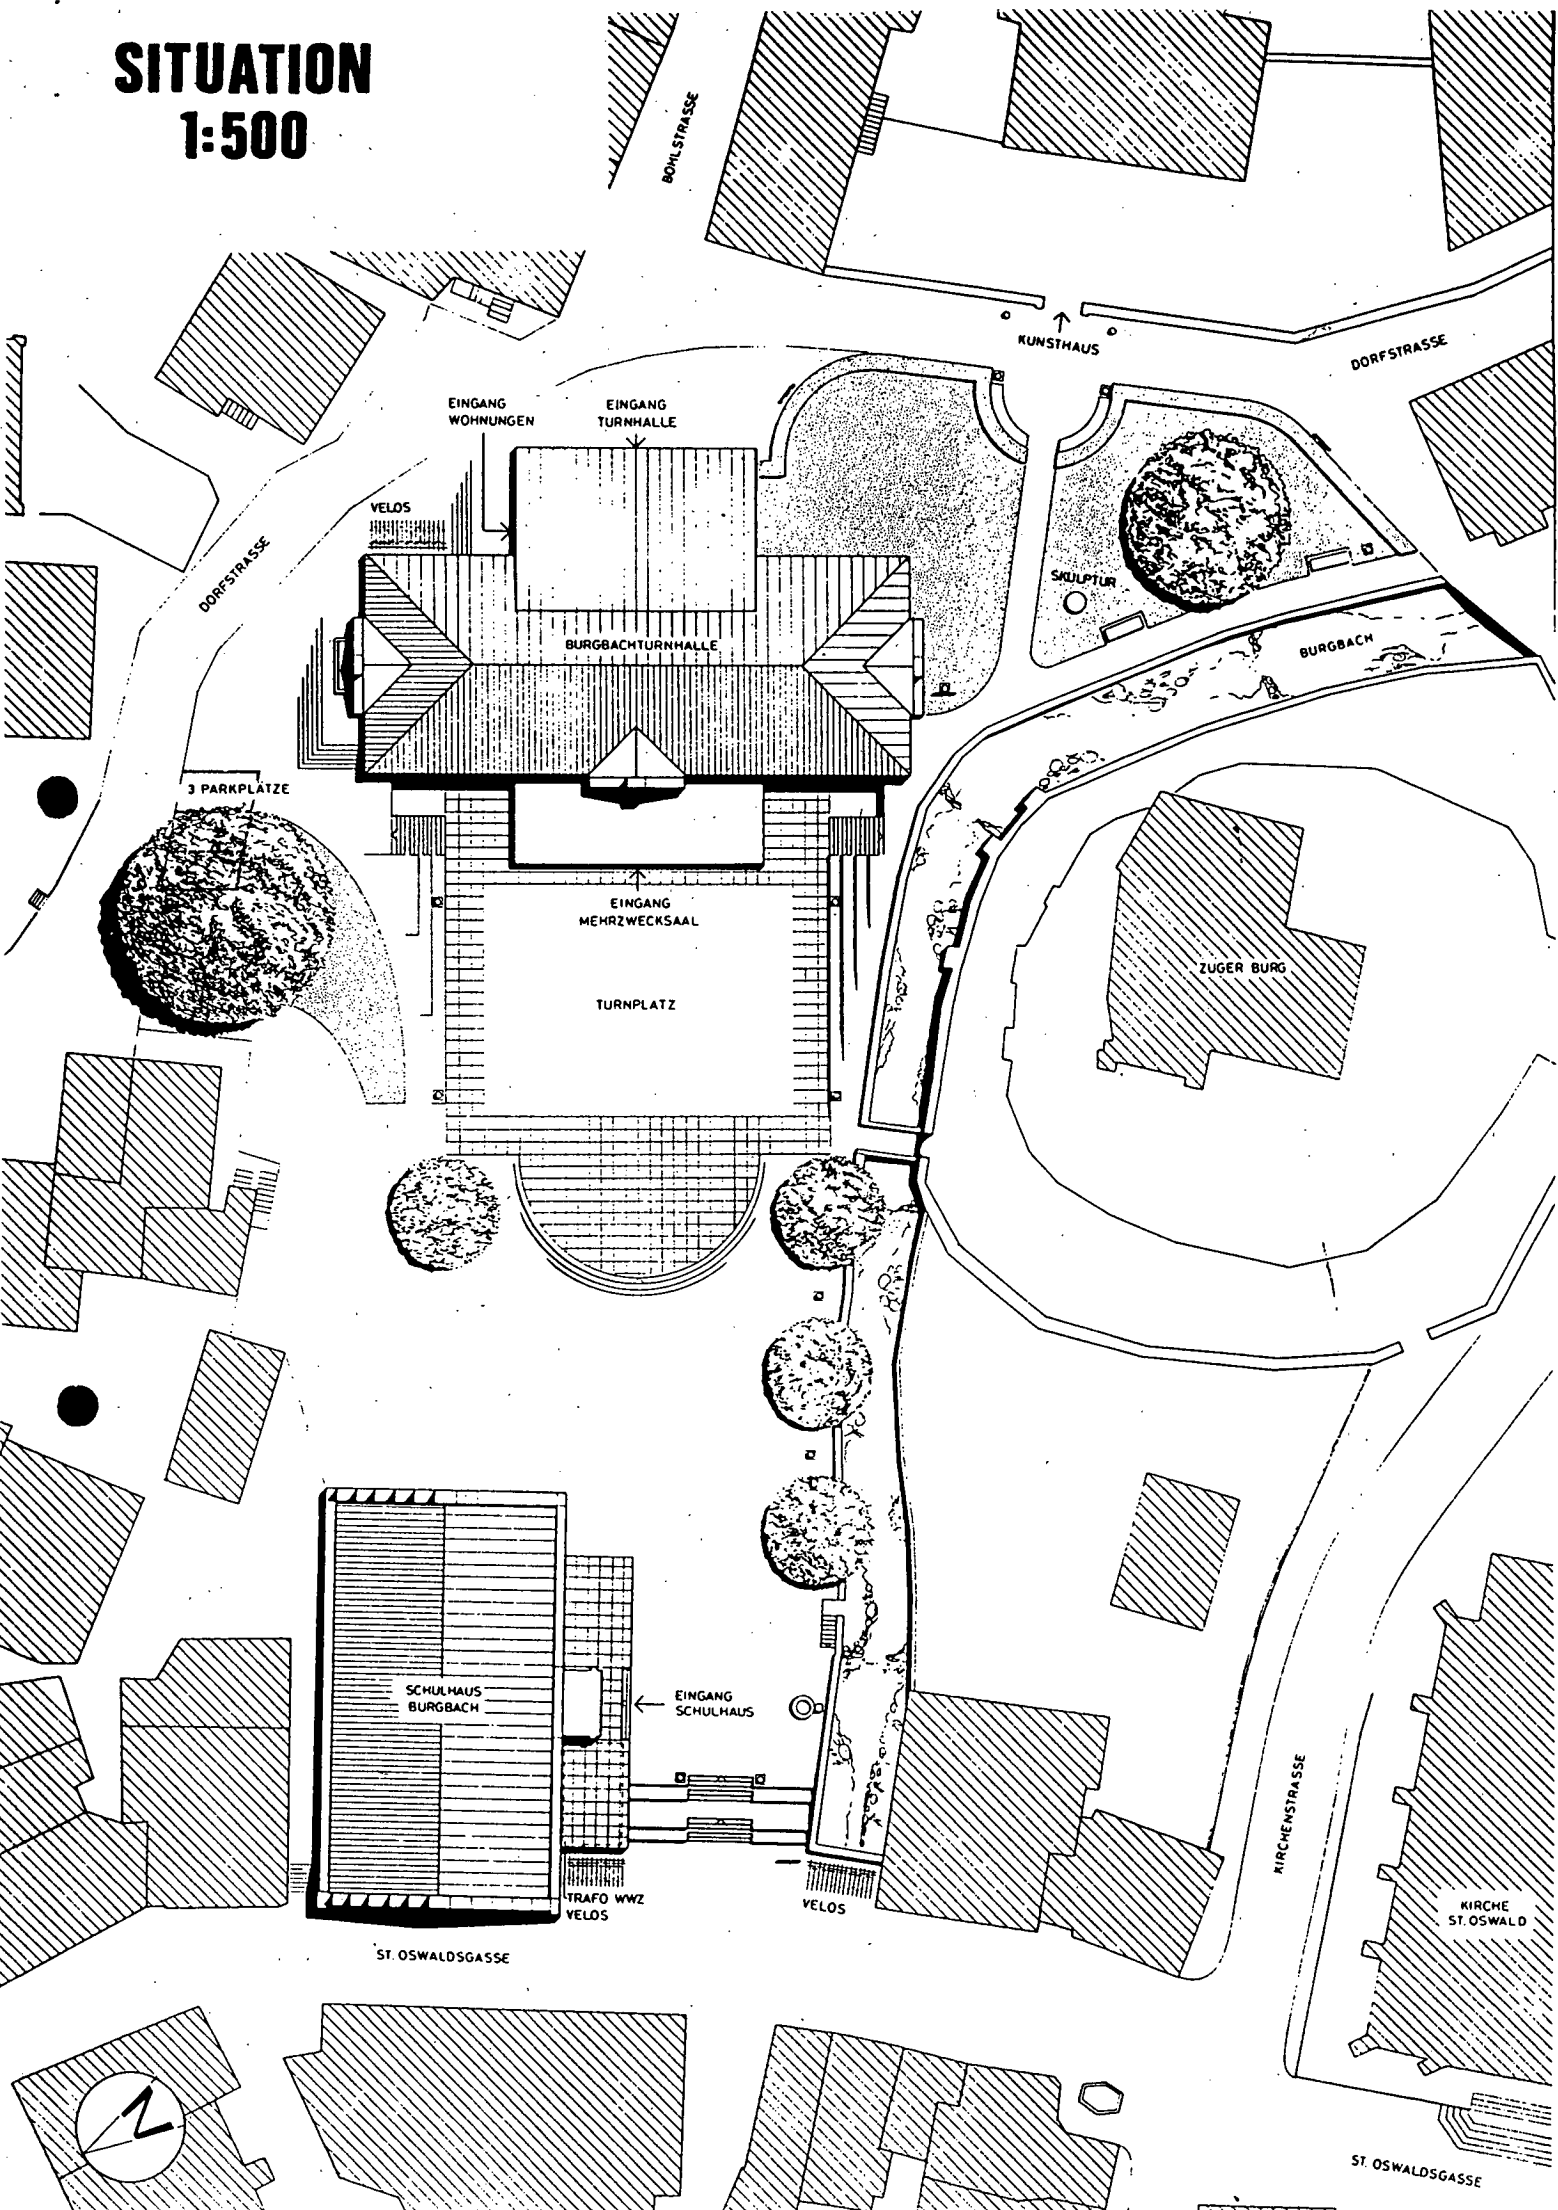 SITUATION
1:500
BOHLSTRASSE
KUNSTHAUS
DORFSTRASSE
EINGANG
WOHNUNGEN
EINGANG
TURNHALLE
VELOS
DORFSTRASSE
SKULPTUR
BURGBACHTURNHALLE
BURGBACH
3 PARKPLÄTZE
EINGANG
MEHRZWECKSAAL
ZUGER BURG
TURNPLATZ
SCHULHAUS
BURGBACH
EINGANG
SCHULHAUS
KIRCHENSTRASSE
TRAFO WWZ
VELOS
VELOS
KIRCHE
ST. OSWALD
ST. OSWALDSGASSE
N
ST. OSWALDSGASSE